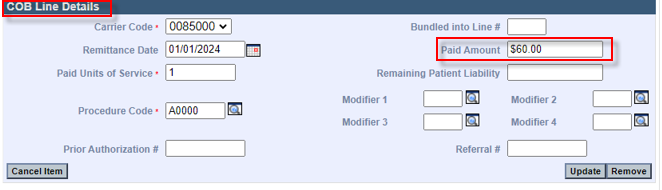 COB Line Details
Carrier Code * 0085000 Bundled into Line #
Remittance Date 01/01/2024 Paid Amount $60.00
Paid Units of Service * 1 Remaining Patient Liability
Procedure Code * A0000 Modifier 1 Modifier 2
Modifier 3 Modifier 4
Prior Authorization # Referral #
Cancel Item Update Remove